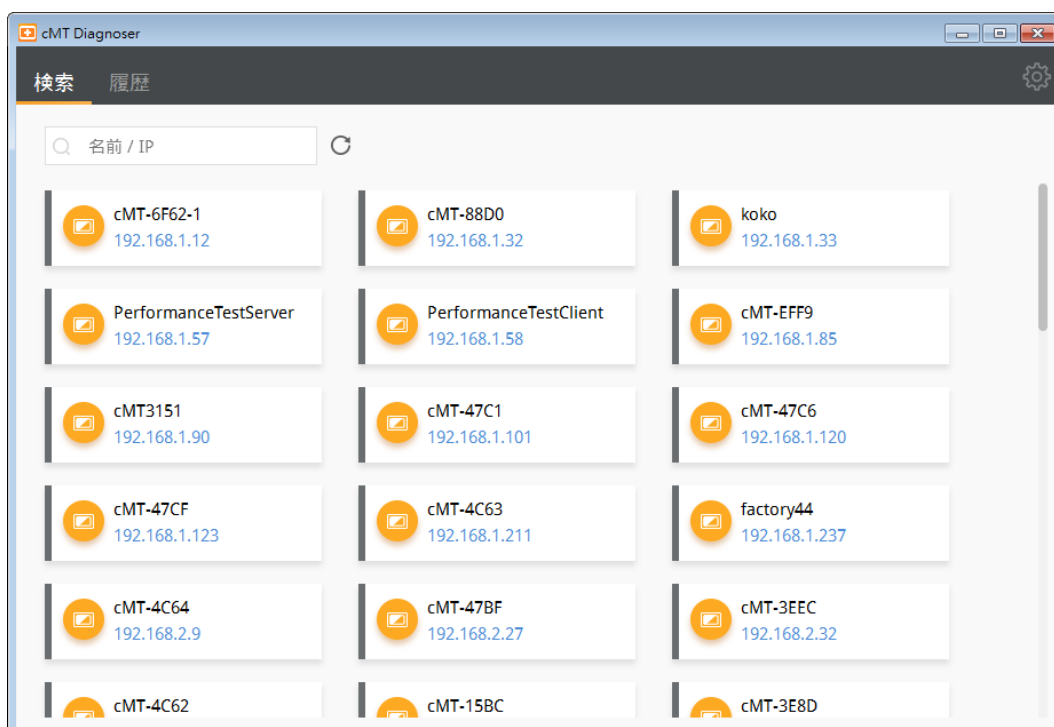 cMT Diagnoser
検索 履歴
名前 / IP
cMT-6F62-1 cMT-88D0 koko
192.168.1.12 192.168.1.32 192.168.1.33
PerformanceTestServer PerformanceTestClient cMT-EFF9
192.168.1.57 192.168.1.58 192.168.1.85
cMT3151 cMT-47C1 cMT-47C6
192.168.1.90 192.168.1.101 192.168.1.120
cMT-47CF cMT-4C63 factory44
192.168.1.123 192.168.1.211 192.168.1.237
cMT-4C64 cMT-47BF cMT-3EEC
192.168.2.9 192.168.2.27 192.168.2.32
cMT-4C62 cMT-15BC cMT-3E8D